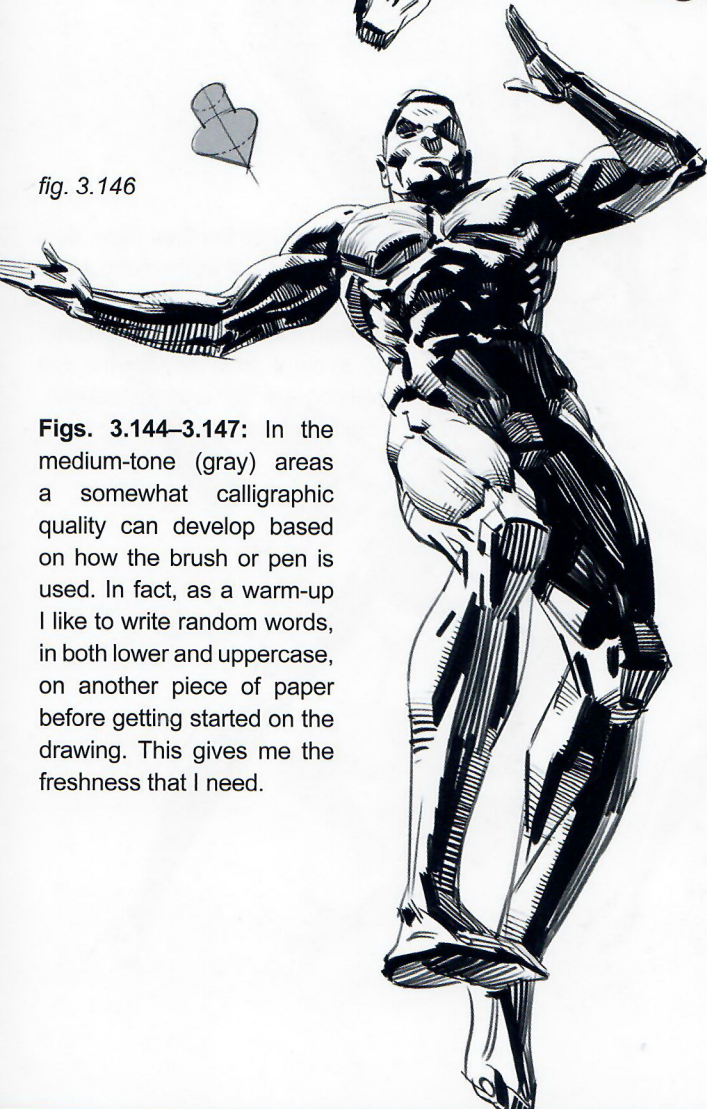 fig. 3.146
Figs. 3.144–3.147: In the
medium-tone (gray) areas
a somewhat calligraphic
quality can develop based
on how the brush or pen is
used. In fact, as a warm-up
I like to write random words,
in both lower and uppercase,
on another piece of paper
before getting started on the
drawing. This gives me the
freshness that I need.